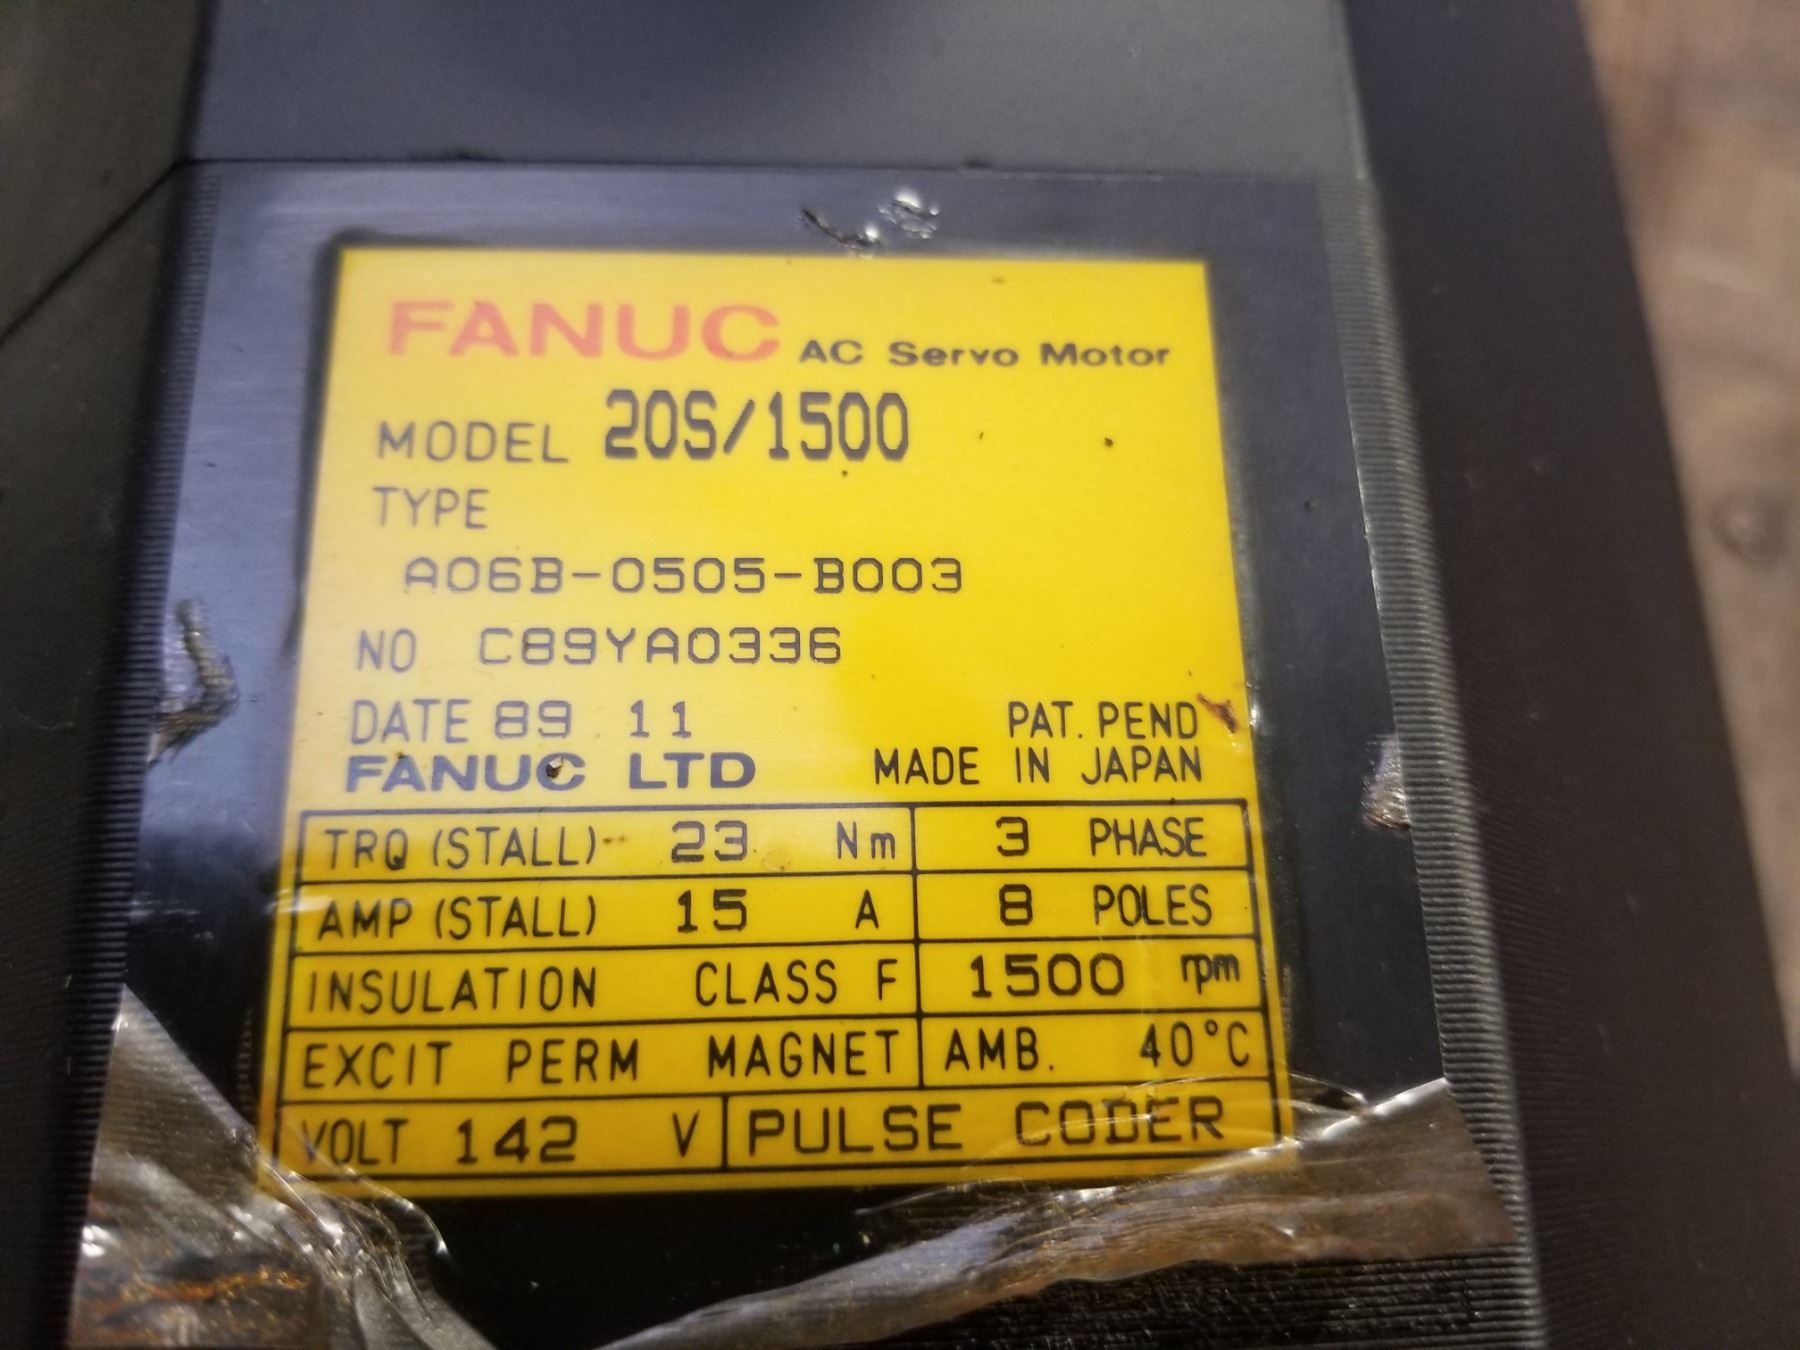 FANUC AC Servo Motor
MODEL 20S/1500
TYPE
A06B-0505-B003
NO C89YA0336
DATE 89.11 PAT. PEND
FANUC LTD MADE IN JAPAN
TRQ (STALL) 23 Nm 3 PHASE
AMP (STALL) 15 A 8 POLES
INSULATION CLASS F 1500 rpm
EXCIT PERM MAGNET AMB. 40°C
VOLT 142 V PULSE CODER